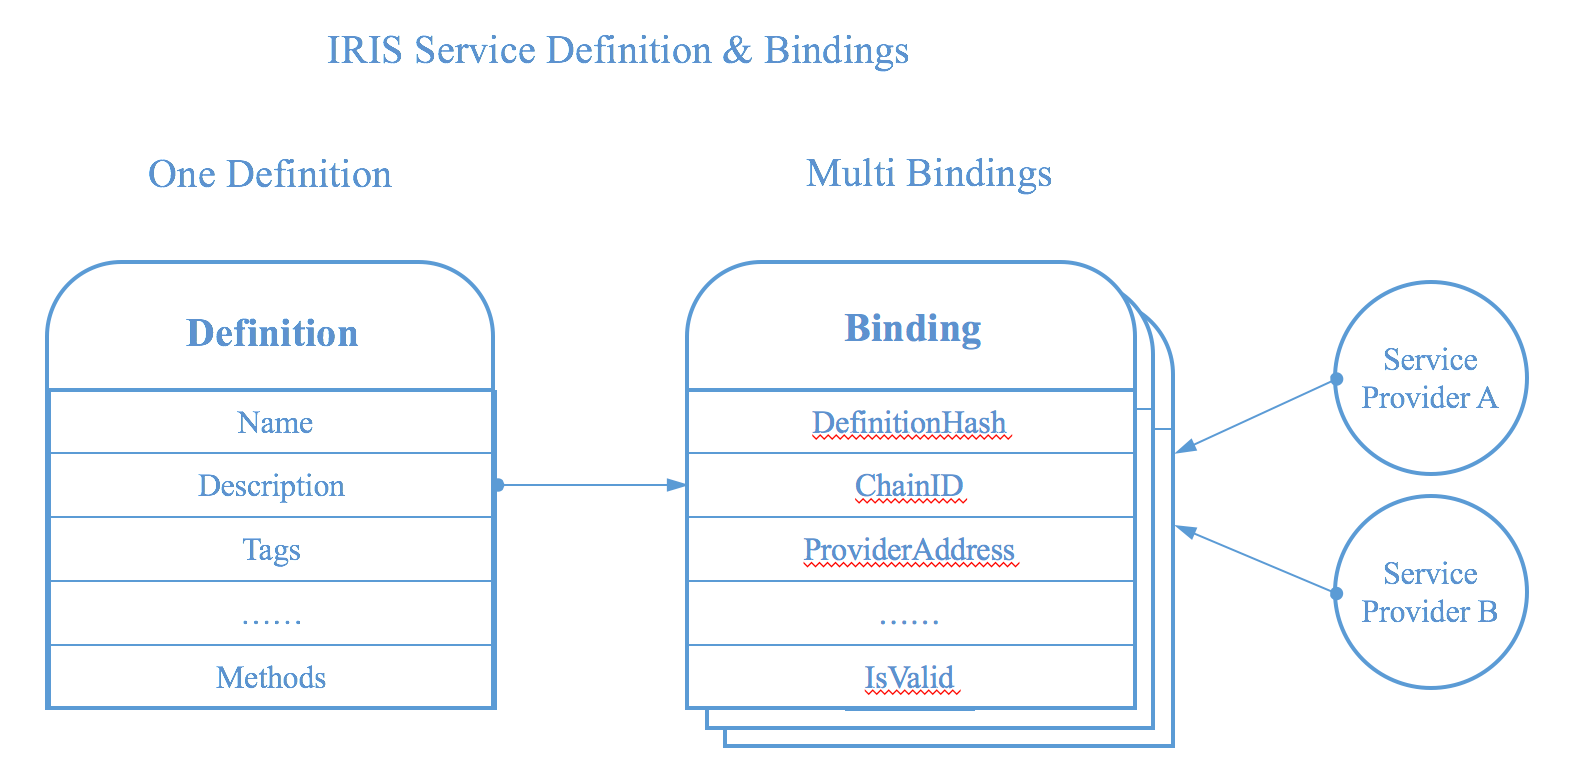 IRIS Service Definition & Bindings
One Definition
Multi Bindings
Definition
Name
Description
Tags
......
Methods
Binding
DefinitionHash
ChainID
ProviderAddress
......
IsValid
Service
Provider A
Service
Provider B